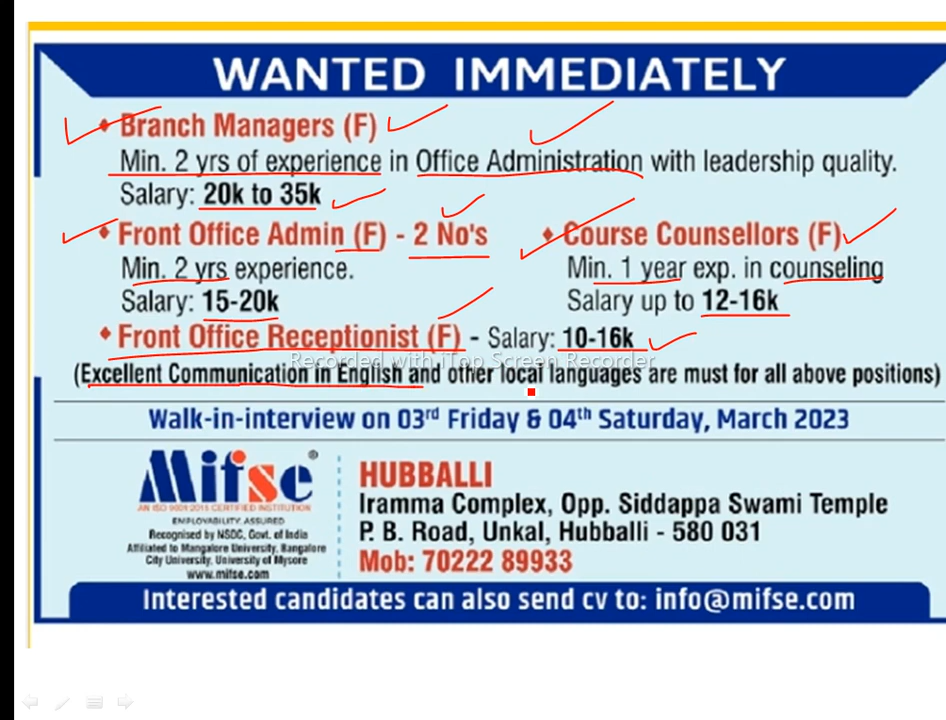 WANTED IMMEDIATELY
♦ Branch Managers (F)
Min. 2 yrs of experience in Office Administration with leadership quality.
Salary: 20k to 35k
♦ Front Office Admin (F) - 2 No's
Min. 2 yrs experience.
Salary: 15-20k
♦ Course Counsellors (F)
Min. 1 year exp. in counseling
Salary up to 12-16k
♦ Front Office Receptionist (F) - Salary: 10-16k
Recorded with iTop Screen Recorder
(Excellent Communication in English and other local languages are must for all above positions)
Walk-in-interview on 03rd Friday & 04th Saturday, March 2023
Mifse®
AN ISO 9001:2015 CERTIFIED INSTITUTION
EMPLOYABILITY. ASSURED
Recognised by NSDC, Govt. of India
Affiliated to Mangalore University, Bangalore
City University, University of Mysore
www.mifse.com
HUBBALLI
Iramma Complex, Opp. Siddappa Swami Temple
P. B. Road, Unkal, Hubballi - 580 031
Mob: 70222 89933
Interested candidates can also send cv to: info@mifse.com